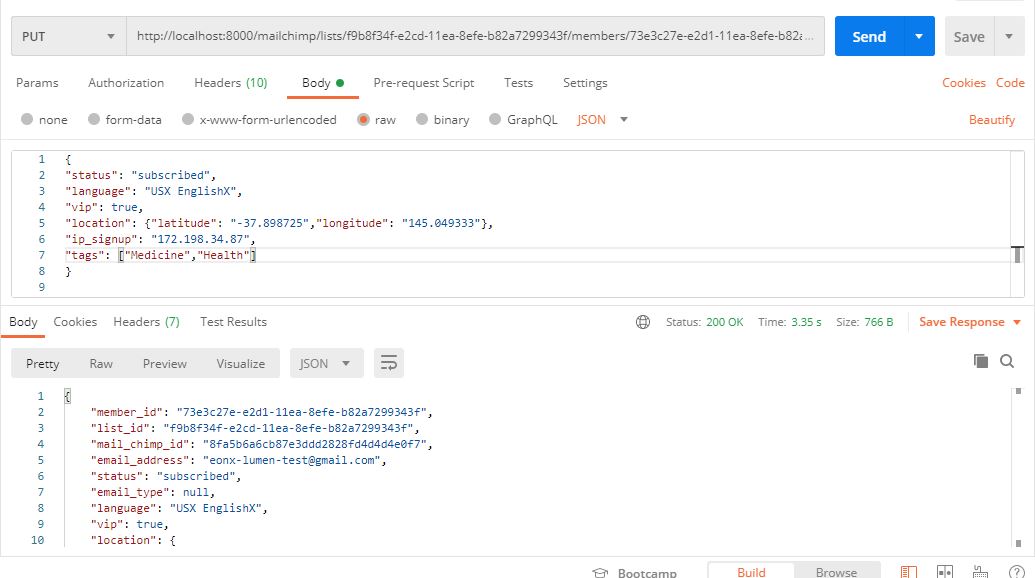 PUT http://localhost:8000/mailchimp/lists/f9b8f34f-e2cd-11ea-8efe-b82a7299343f/members/73e3c27e-e2d1-11ea-8efe-b82a... Send Save
Params Authorization Headers (10) Body Pre-request Script Tests Settings Cookies Code
none form-data x-www-form-urlencoded raw binary GraphQL JSON Beautify
1 {
2 "status": "subscribed",
3 "language": "USX EnglishX",
4 "vip": true,
5 "location": {"latitude": "-37.898725","longitude": "145.049333"},
6 "ip_signup": "172.198.34.87",
7 "tags": ["Medicine","Health"]
8 }
9
Body Cookies Headers (7) Test Results Status: 200 OK Time: 3.35 s Size: 766 B Save Response
Pretty Raw Preview Visualize JSON
1 {
2 "member_id": "73e3c27e-e2d1-11ea-8efe-b82a7299343f",
3 "list_id": "f9b8f34f-e2cd-11ea-8efe-b82a7299343f",
4 "mail_chimp_id": "8fa5b6a6cb87e3ddd2828fd4d4d4e0f7",
5 "email_address": "eonx-lumen-test@gmail.com",
6 "status": "subscribed",
7 "email_type": null,
8 "language": "USX EnglishX",
9 "vip": true,
10 "location": {
Bootcamp Build Browse